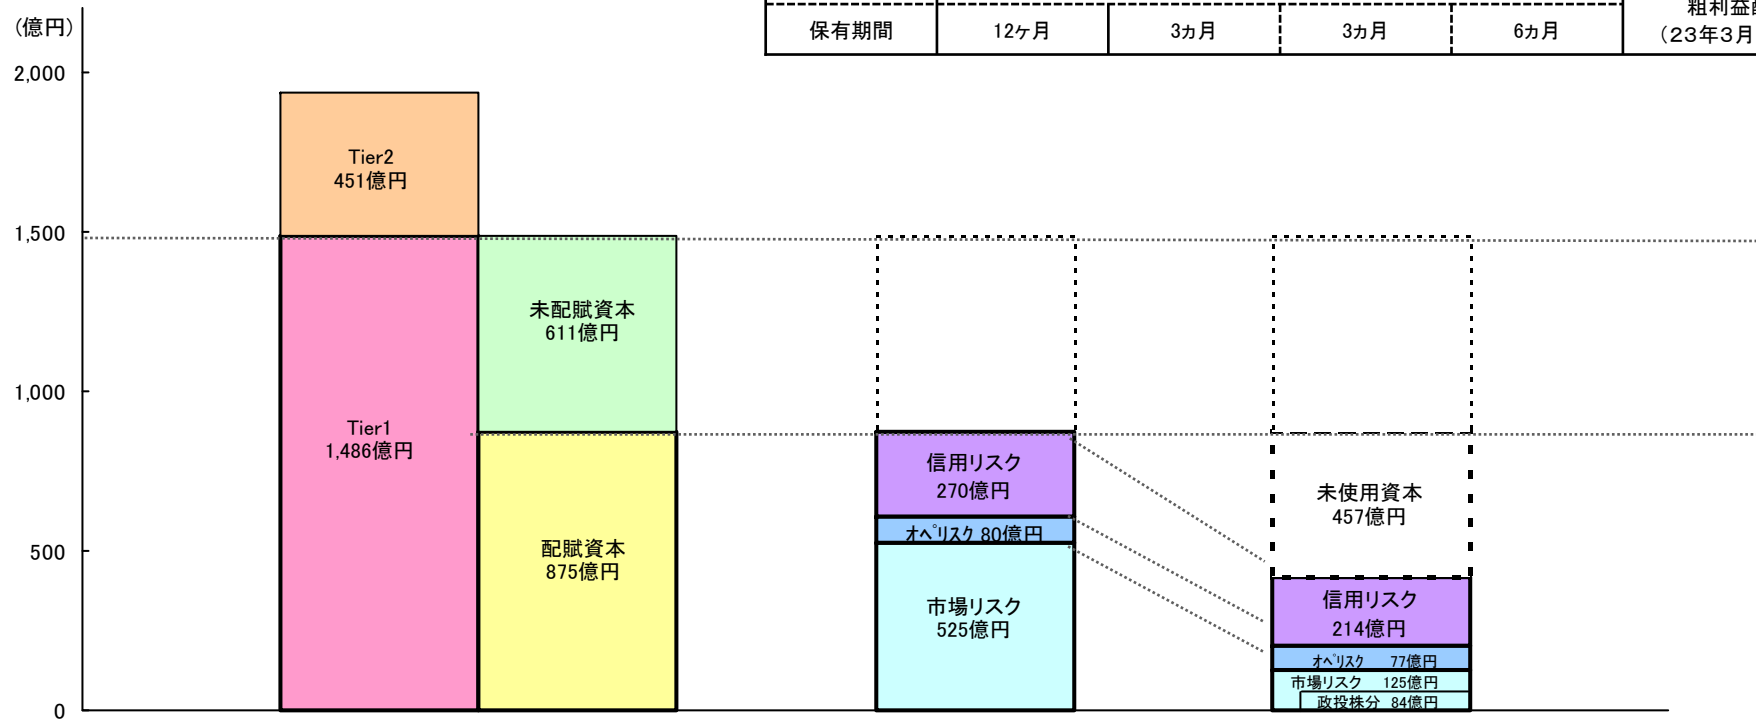 粗利益配
保有期間 12ヶ月 3ヵ月 3ヵ月 6ヵ月 (23年3月
(億円)
2,000
Tier2
451億円
1,500
未配賦資本
611億円
1,000
Tier1
1,486億円
信用リスク
270億円
オペリスク 80億円
未使用資本
457億円
500
配賦資本
875億円
市場リスク
525億円
信用リスク
214億円
オペリスク 77億円
市場リスク 125億円
政投株分 84億円
0